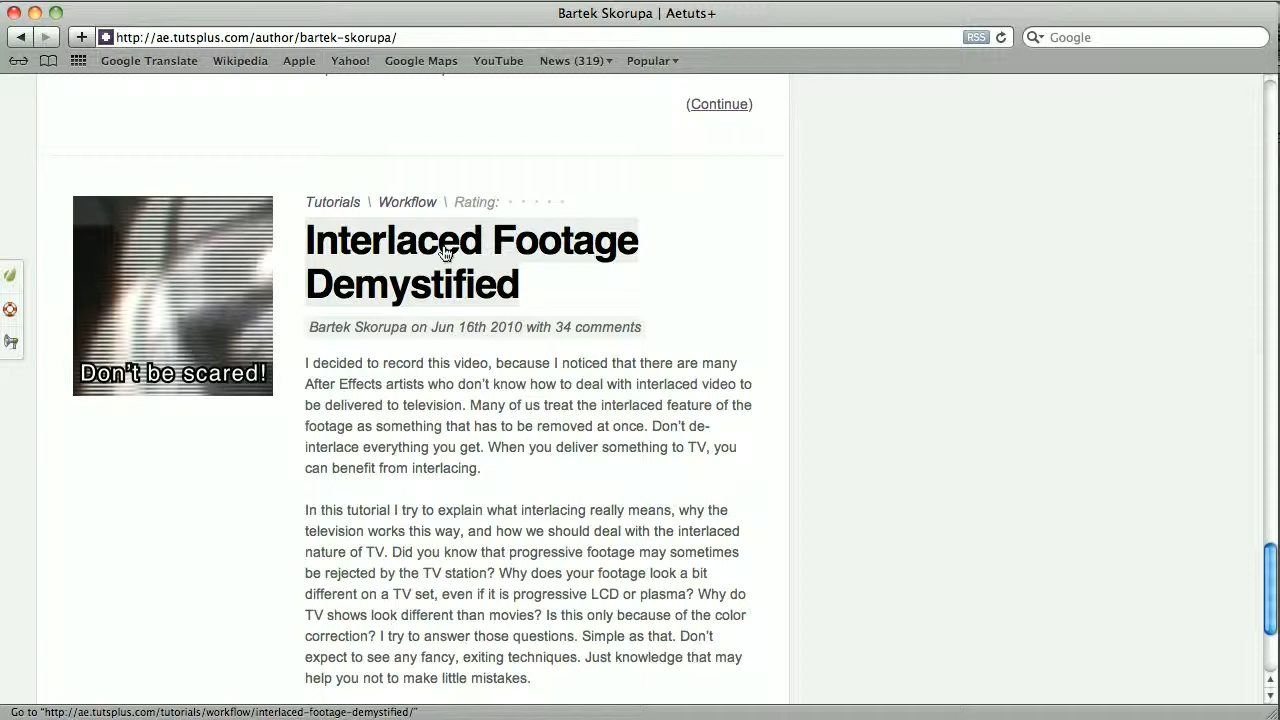 Bartek Skorupa | Aetuts+
http://ae.tutsplus.com/author/bartek-skorupa/
RSS
Google
Google Translate
Wikipedia
Apple
Yahoo!
Google Maps
YouTube
News (319)
Popular
(Continue)
Tutorials \ Workflow \ Rating:
Interlaced Footage
Demystified
Bartek Skorupa on Jun 16th 2010 with 34 comments
Don't be scared!
I decided to record this video, because I noticed that there are many
After Effects artists who don't know how to deal with interlaced video to
be delivered to television. Many of us treat the interlaced feature of the
footage as something that has to be removed at once. Don't de-
interlace everything you get. When you deliver something to TV, you
can benefit from interlacing.
In this tutorial I try to explain what interlacing really means, why the
television works this way, and how we should deal with the interlaced
nature of TV. Did you know that progressive footage may sometimes
be rejected by the TV station? Why does your footage look a bit
different on a TV set, even if it is progressive LCD or plasma? Why do
TV shows look different than movies? Is this only because of the color
correction? I try to answer those questions. Simple as that. Don't
expect to see any fancy, exiting techniques. Just knowledge that may
help you not to make little mistakes.
Go to "http://ae.tutsplus.com/tutorials/workflow/interlaced-footage-demystified/"